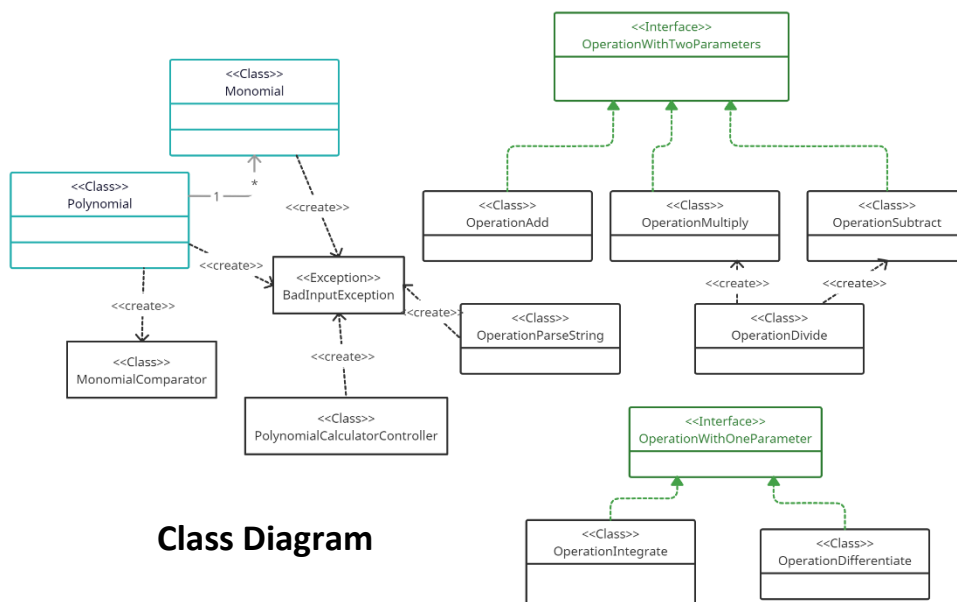 <<Interface>>
OperationWithTwoParameters
<<Class>>
Monomial
<<Class>>
Polynomial
1
*
<<create>>
<<Class>>
OperationAdd
<<Class>>
OperationMultiply
<<Class>>
OperationSubtract
<<create>>
<<Exception>>
BadInputException
<<create>>
<<create>>
<<create>>
<<create>>
<<Class>>
OperationParseString
<<Class>>
OperationDivide
<<Class>>
MonomialComparator
<<create>>
<<Class>>
PolynomialCalculatorController
<<Interface>>
OperationWithOneParameter
Class Diagram
<<Class>>
OperationIntegrate
<<Class>>
OperationDifferentiate